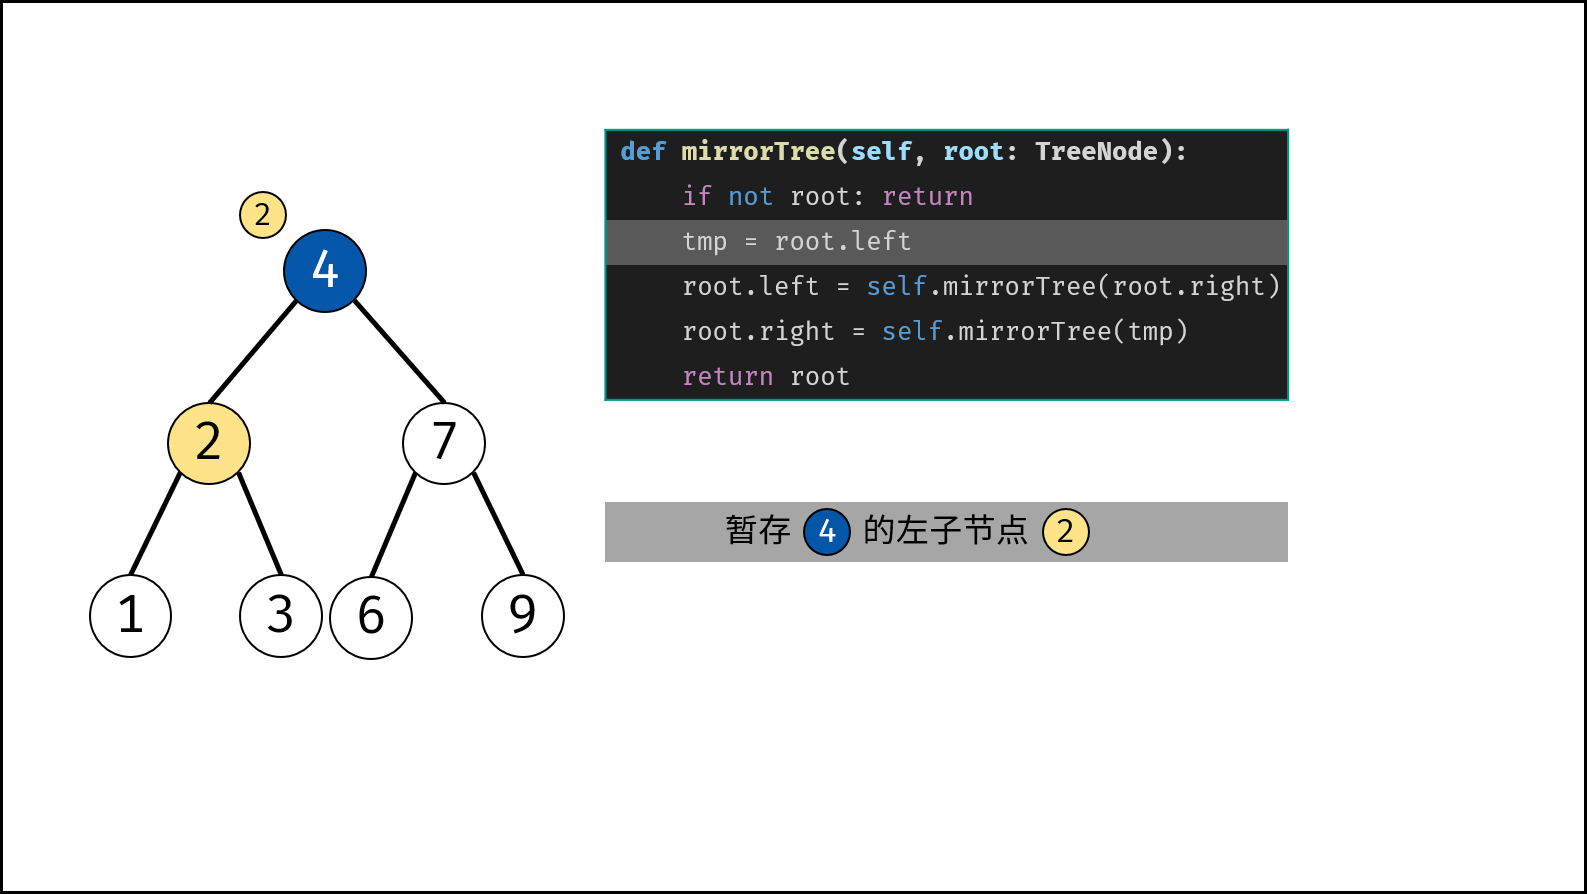 2
4
2 7
1 3 6 9
def mirrorTree(self, root: TreeNode):
    if not root: return
    tmp = root.left
    root.left = self.mirrorTree(root.right)
    root.right = self.mirrorTree(tmp)
    return root
暂存 4 的左子节点 2